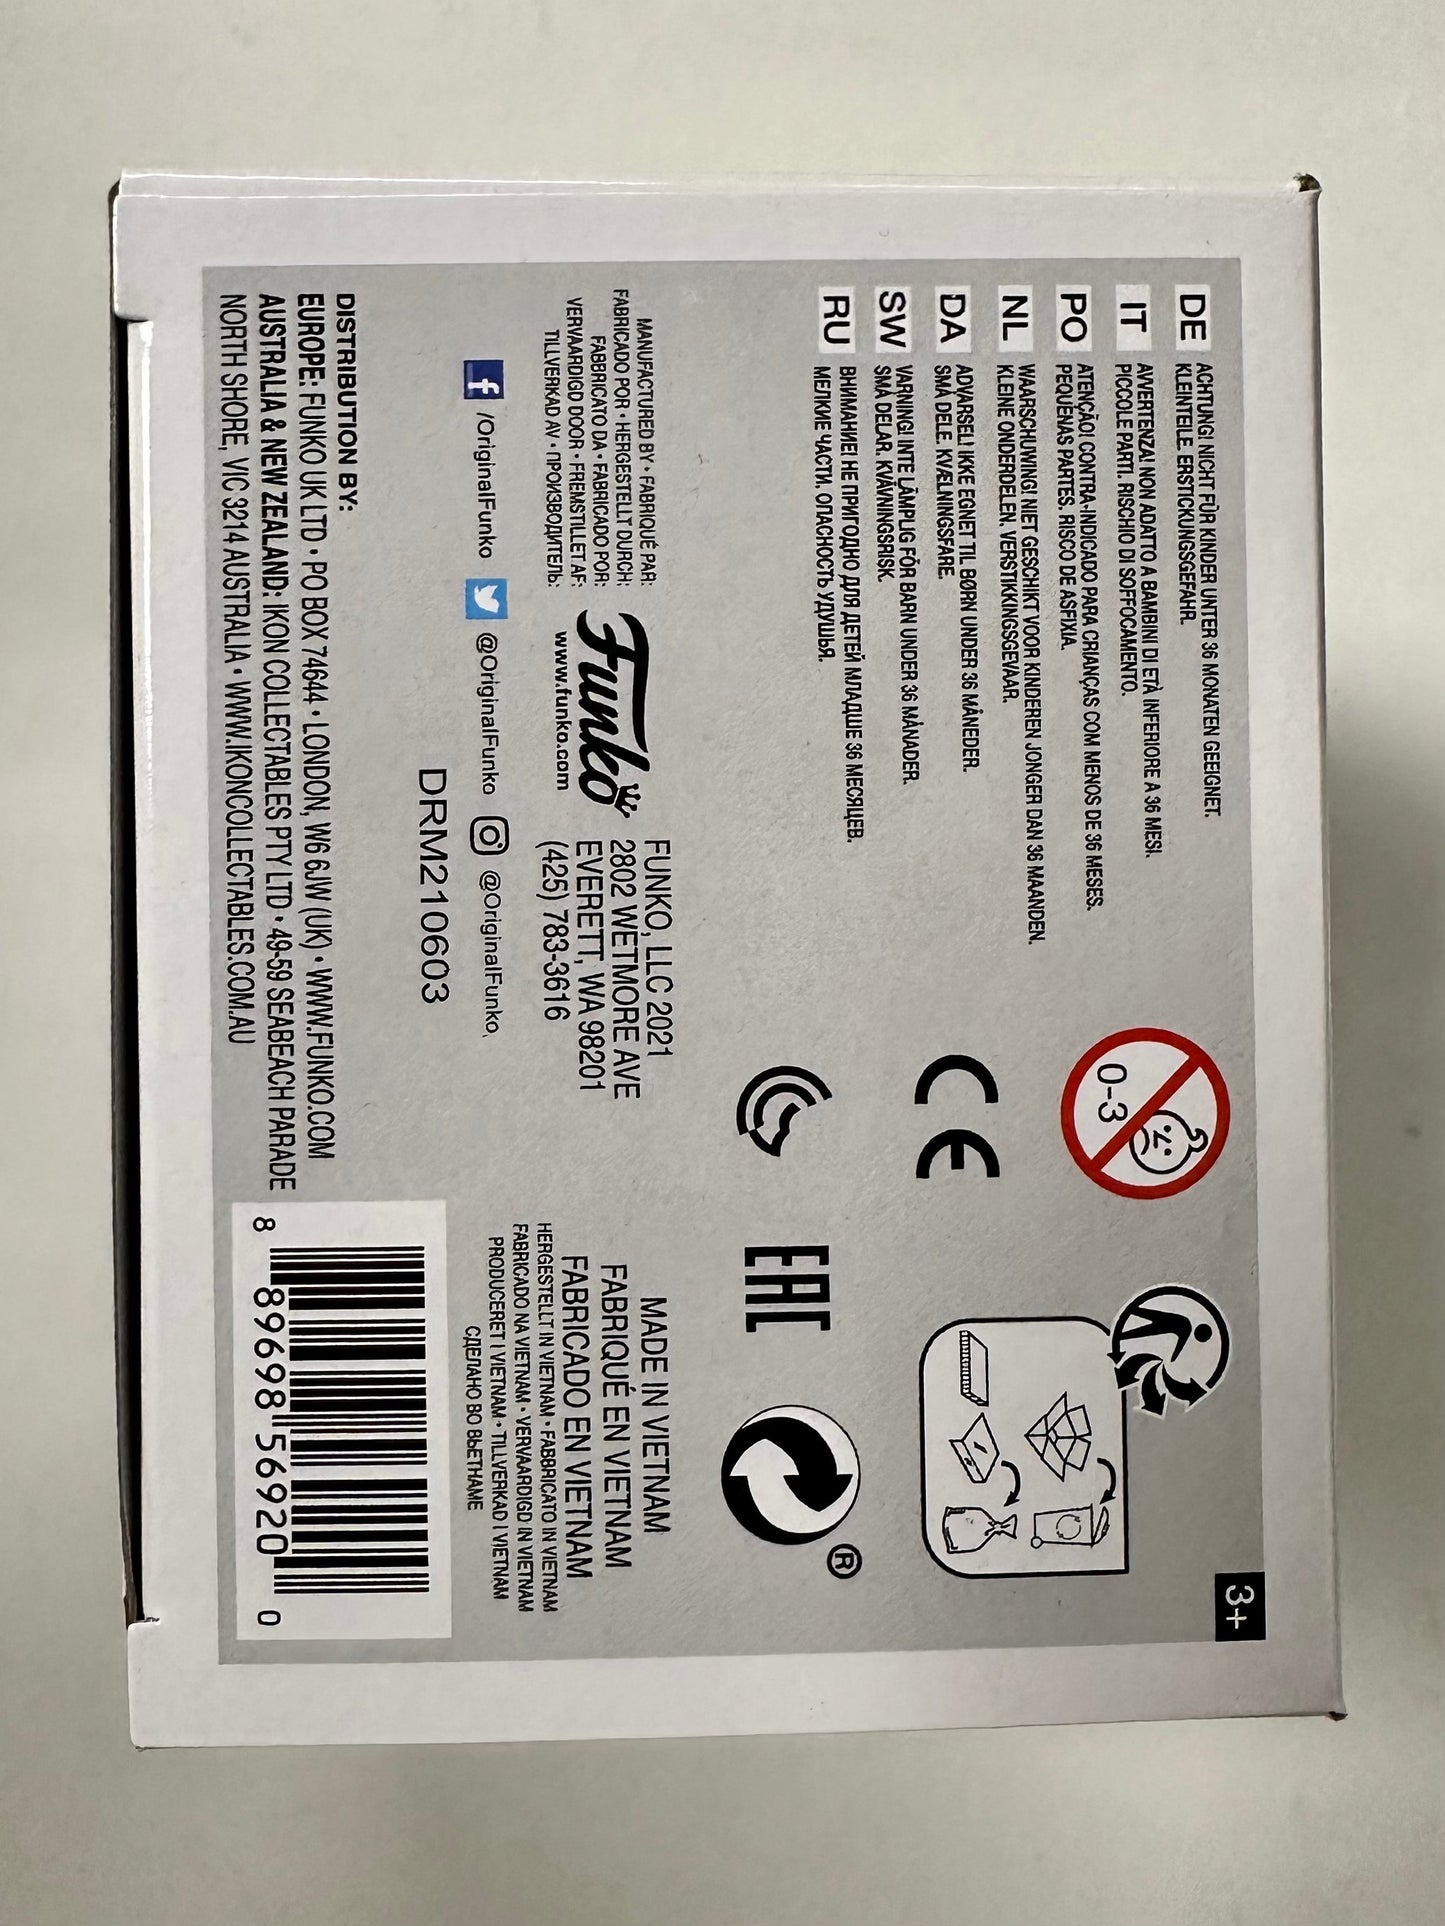 3+
DE ACHTUNG! NICHT FÜR KINDER UNTER 36 MONATEN GEEIGNET.
KLEINTEILE. ERSTICKUNGSGEFAHR.
IT AVVERTENZA! NON ADATTO A BAMBINI DI ETÀ INFERIORE A 36 MESI.
PICCOLE PARTI. RISCHIO DI SOFFOCAMENTO.
PO ATENÇÃO! CONTRA-INDICADO PARA CRIANÇAS COM MENOS DE 36 MESES.
PEQUENAS PARTES. RISCO DE ASFIXIA.
NL WAARSCHUWING! NIET GESCHIKT VOOR KINDEREN JONGER DAN 36 MAANDEN.
KLEINE ONDERDELEN. VERSTIKKINGSGEVAAR.
DA ADVARSEL! IKKE EGNET TIL BØRN UNDER 36 MÅNEDER.
SMÅ DELE. KVÆLNINGSFARE.
SW VARNING! INTE LÄMPLIG FÖR BARN UNDER 36 MÅNADER.
SMÅ DELAR. KVÄVNINGSRISK.
RU ВНИМАНИЕ! НЕ ПРИГОДНО ДЛЯ ДЕТЕЙ МЛАДШЕ 36 МЕСЯЦЕВ.
МЕЛКИЕ ЧАСТИ. ОПАСНОСТЬ УДУШЬЯ.
0-3
CE
EAC
®
MANUFACTURED BY • FABRIQUÉ PAR:
FABRICADO POR • HERGESTELLT DURCH:
FABBRICATO DA • FABRICADO POR:
VERVAARDIGD DOOR • FREMSTILLET AF:
TILLVERKAD AV • ПРОИЗВОДИТЕЛЬ:
Funko
www.funko.com
FUNKO, LLC 2021
2802 WETMORE AVE
EVERETT, WA 98201
(425) 783-3616
MADE IN VIETNAM
FABRIQUÉ EN VIETNAM
FABRICADO EN VIETNAM
HERGESTELLT IN VIETNAM • FABBRICATO IN VIETNAM
FABRICADO NA VIETNAM • VERVAARDIGD IN VIETNAM
PRODUCERET I VIETNAM • TILLVERKAD I VIETNAM
СДЕЛАНО ВО ВЬЕТНАМЕ
f /OriginalFunko @OriginalFunko @OriginalFunko
DRM210603
DISTRIBUTION BY:
EUROPE: FUNKO UK LTD • PO BOX 74644 • LONDON, W6 6JW (UK) • WWW.FUNKO.COM
AUSTRALIA & NEW ZEALAND: IKON COLLECTABLES PTY LTD • 49-59 SEABEACH PARADE
NORTH SHORE, VIC 3214 AUSTRALIA • WWW.IKONCOLLECTABLES.COM.AU
8 89698 56920 0